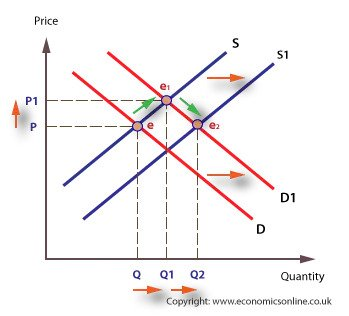 Price
S
S1
P1
e1
P
e
e2
D1
D
Q Q1 Q2
Quantity
Copyright: www.economicsonline.co.uk